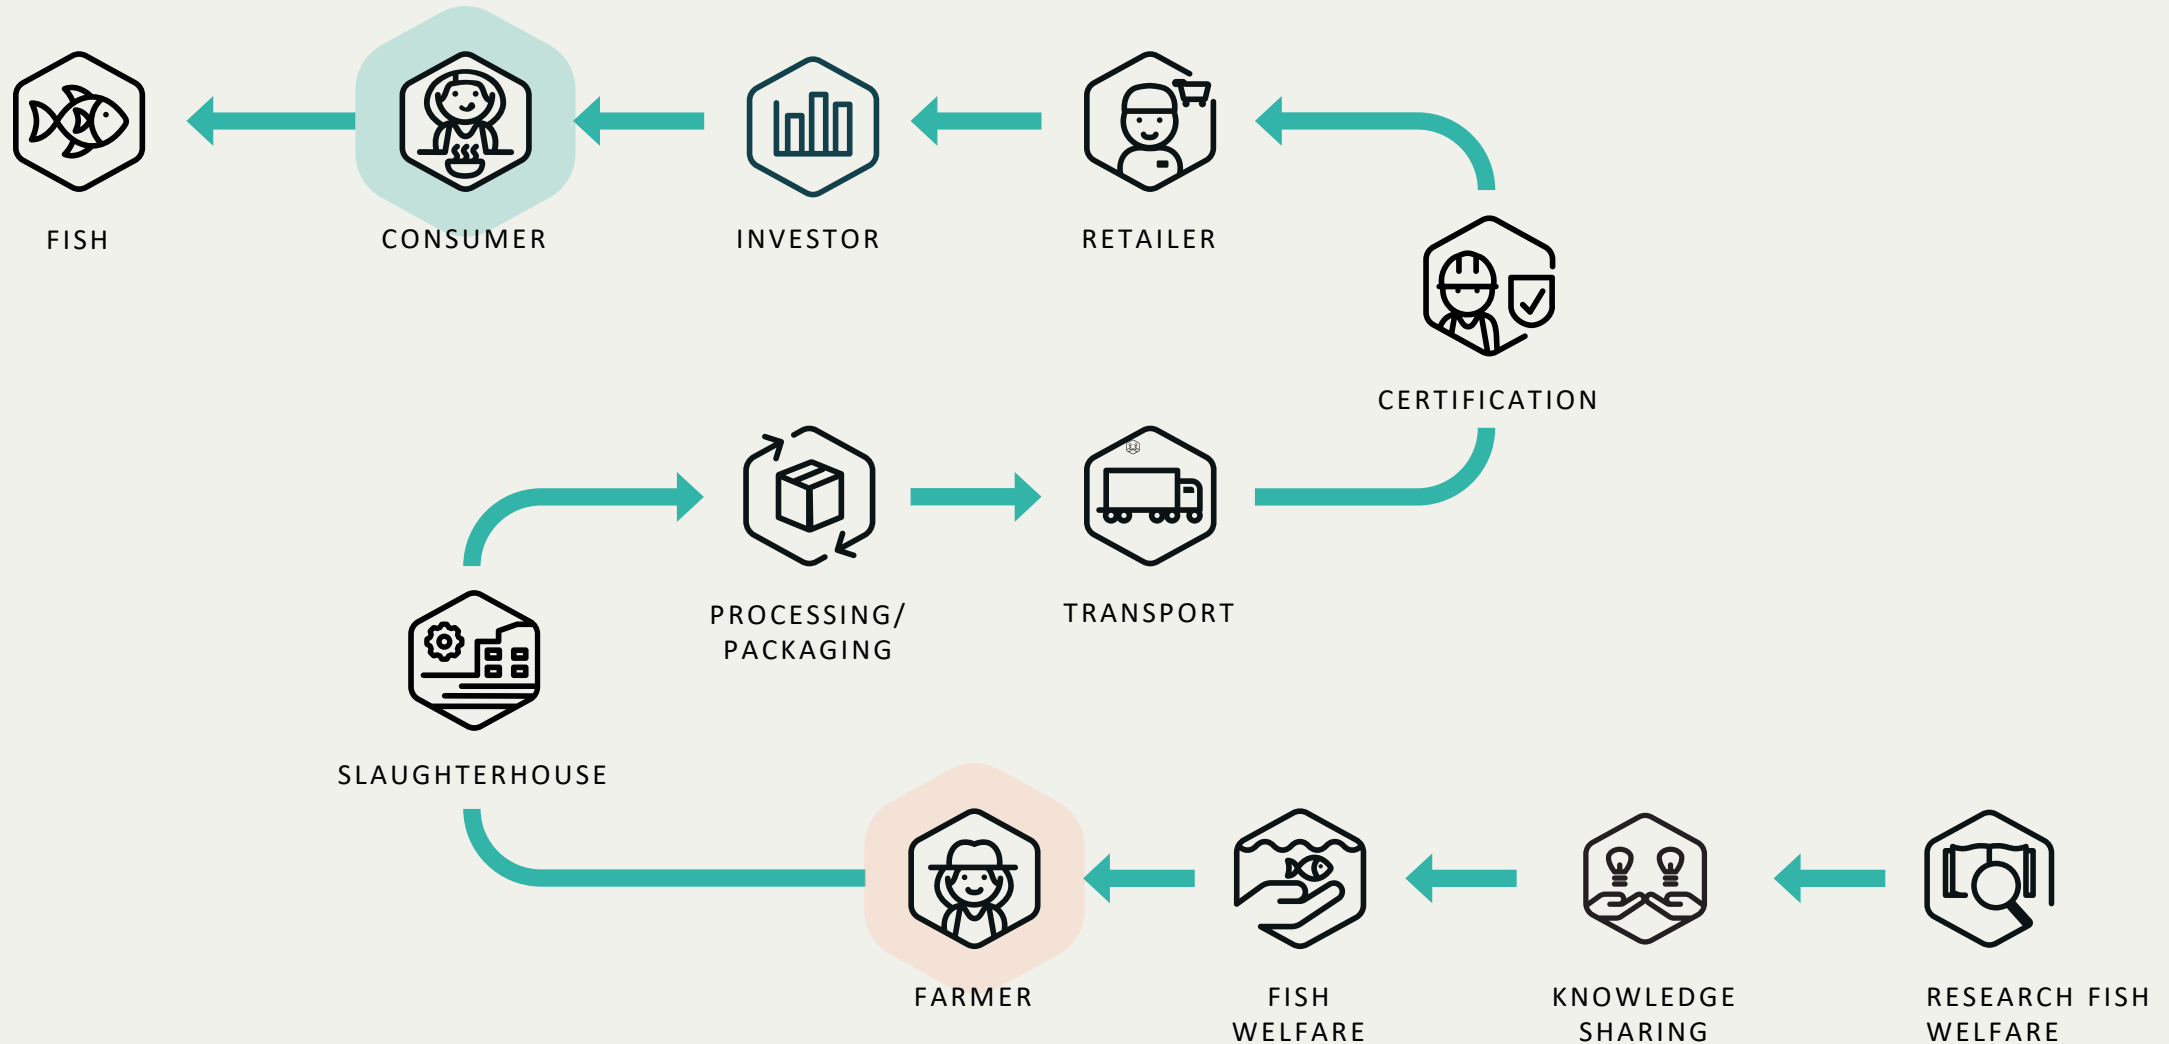 FISH
CONSUMER
INVESTOR
RETAILER
CERTIFICATION
PROCESSING/
PACKAGING
TRANSPORT
SLAUGHTERHOUSE
FARMER
FISH
WELFARE
KNOWLEDGE
SHARING
RESEARCH FISH
WELFARE